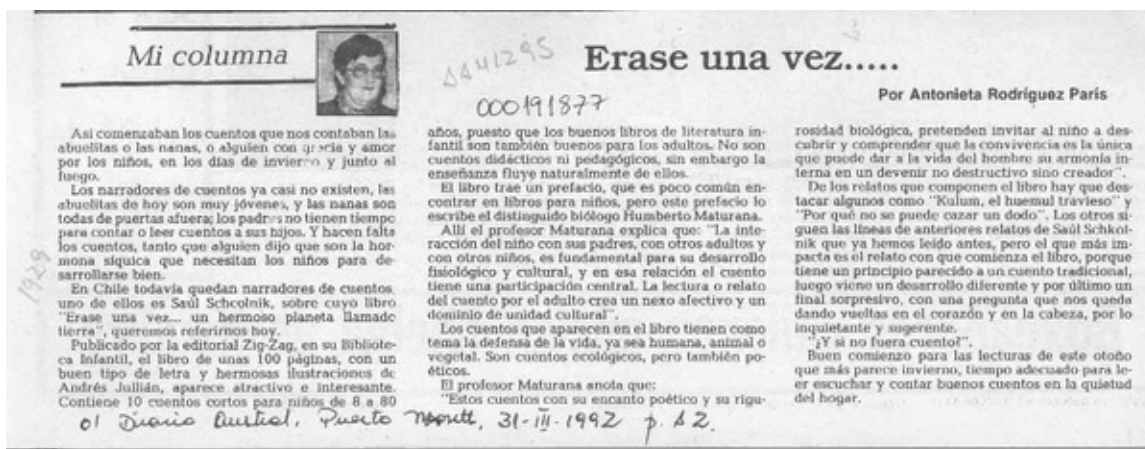 Mi columna
Erase una vez.....
000191877
Por Antonieta Rodríguez París
Así comenzaban los cuentos que nos contaban las
abuelitas o las nanas, o alguien con gracia y amor
por los niños, en los días de invierno y junto al
fuego.
Los narradores de cuentos ya casi no existen, las
abuelitas de hoy son muy jóvenes, y las nanas son
todas de puertas afuera; los padres no tienen tiempo
para contar o leer cuentos a sus hijos. Y hacen falta
los cuentos, tanto que alguien dijo que son la hor-
mona síquica que necesitan los niños para de-
sarrollarse bien.
En Chile todavía quedan narradores de cuentos,
uno de ellos es Saúl Schcolnik, sobre cuyo libro
"Erase una vez... un hermoso planeta llamado
tierra", queremos referirnos hoy.
Publicado por la editorial Zig-Zag, en su Bibliote-
ca Infantil, el libro de unas 100 páginas, con un
buen tipo de letra y hermosas ilustraciones de
Andrés Jullián, aparece atractivo e interesante.
Contiene 10 cuentos cortos para niños de 8 a 80
años, puesto que los buenos libros de literatura in-
fantil son también buenos para los adultos. No son
cuentos didácticos ni pedagógicos, sin embargo la
enseñanza fluye naturalmente de ellos.
El libro trae un prefacio, que es poco común en-
contrar en libros para niños, pero este prefacio lo
escribe el distinguido biólogo Humberto Maturana.
Allí el profesor Maturana explica que: "La inte-
racción del niño con sus padres, con otros adultos y
con otros niños, es fundamental para su desarrollo
fisiológico y cultural, y en esa relación el cuento
tiene una participación central. La lectura o relato
del cuento por el adulto crea un nexo afectivo y un
dominio de unidad cultural".
Los cuentos que aparecen en el libro tienen como
tema la defensa de la vida, ya sea humana, animal o
vegetal. Son cuentos ecológicos, pero también po-
éticos.
El profesor Maturana anota que:
"Estos cuentos con su encanto poético y su rigu-
rosidad biológica, pretenden invitar al niño a des-
cubrir y comprender que la convivencia es la única
que puede dar a la vida del hombre su armonía in-
terna en un devenir no destructivo sino creador".
De los relatos que componen el libro hay que des-
tacar algunos como "Kulum, el huemul travieso" y
"Por qué no se puede cazar un dodo". Los otros si-
guen las líneas de anteriores relatos de Saúl Schkol-
nik que ya hemos leído antes, pero el que más im-
pacta es el relato con que comienza el libro, porque
tiene un principio parecido a un cuento tradicional,
luego viene un desarrollo diferente y por último un
final sorpresivo, con una pregunta que nos queda
dando vueltas en el corazón y en la cabeza, por lo
inquietante y sugerente.
"¿Y si no fuera cuento?".
Buen comienzo para las lecturas de este otoño
que más parece invierno, tiempo adecuado para le-
er escuchar y contar buenos cuentos en la quietud
del hogar.
1929
Diario Austral, Puerto Montt, 31-III-1992 p. A2.